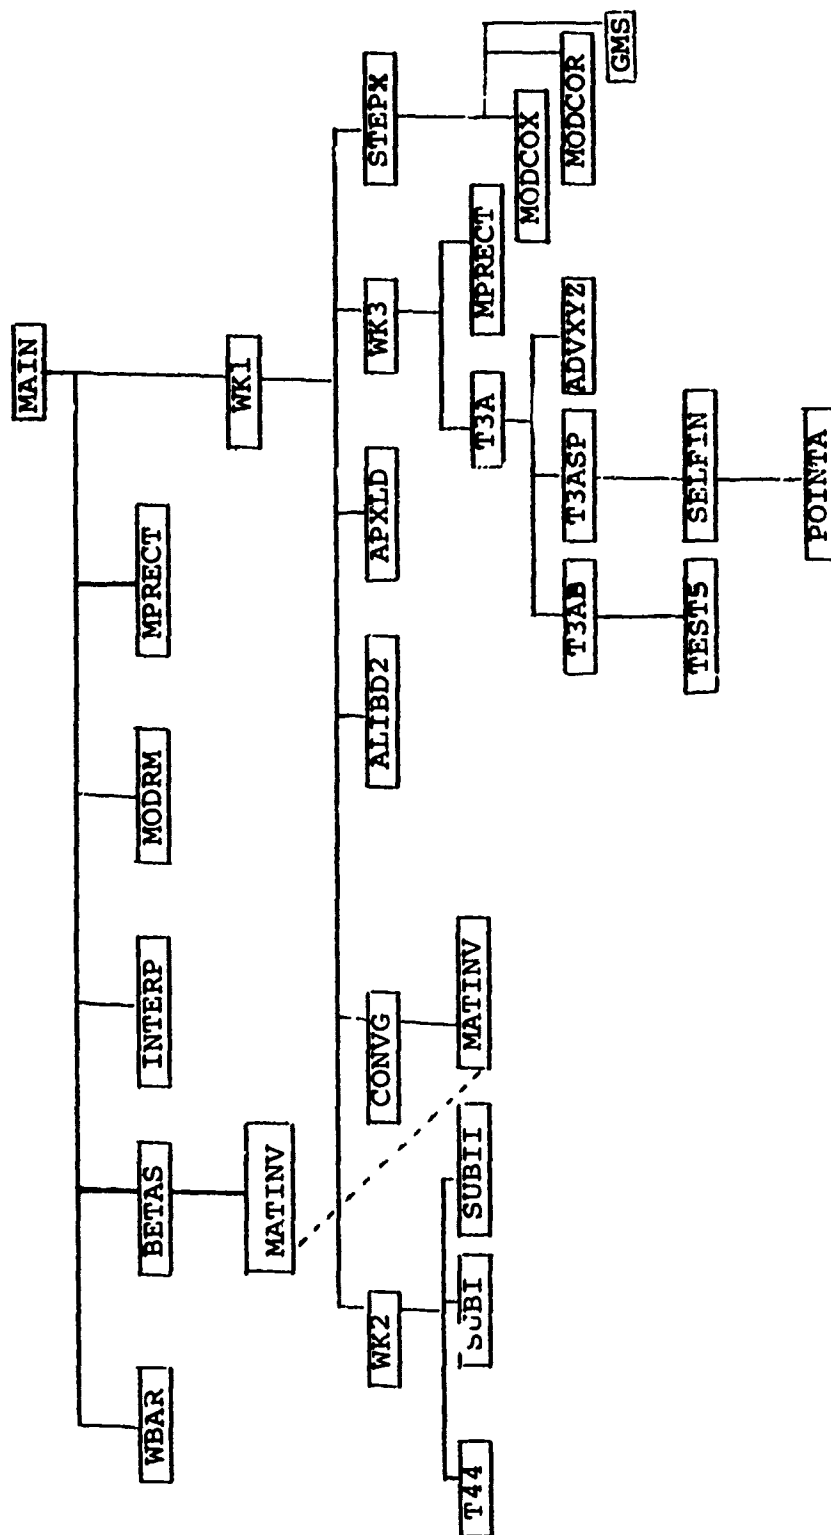 MAIN
WBAR
BETAS
INTERP
MODRM
MPRECT
WK1
MATINV
WK2
CONVG
ALIBD2
APXLD
WK3
STEPX
T44
SUBI
SUBII
MATINV
T3A
MPRECT
MODCOX
MODCOR
GMS
T3AB
T3ASP
ADVXYZ
TEST5
SELFIN
POINTA